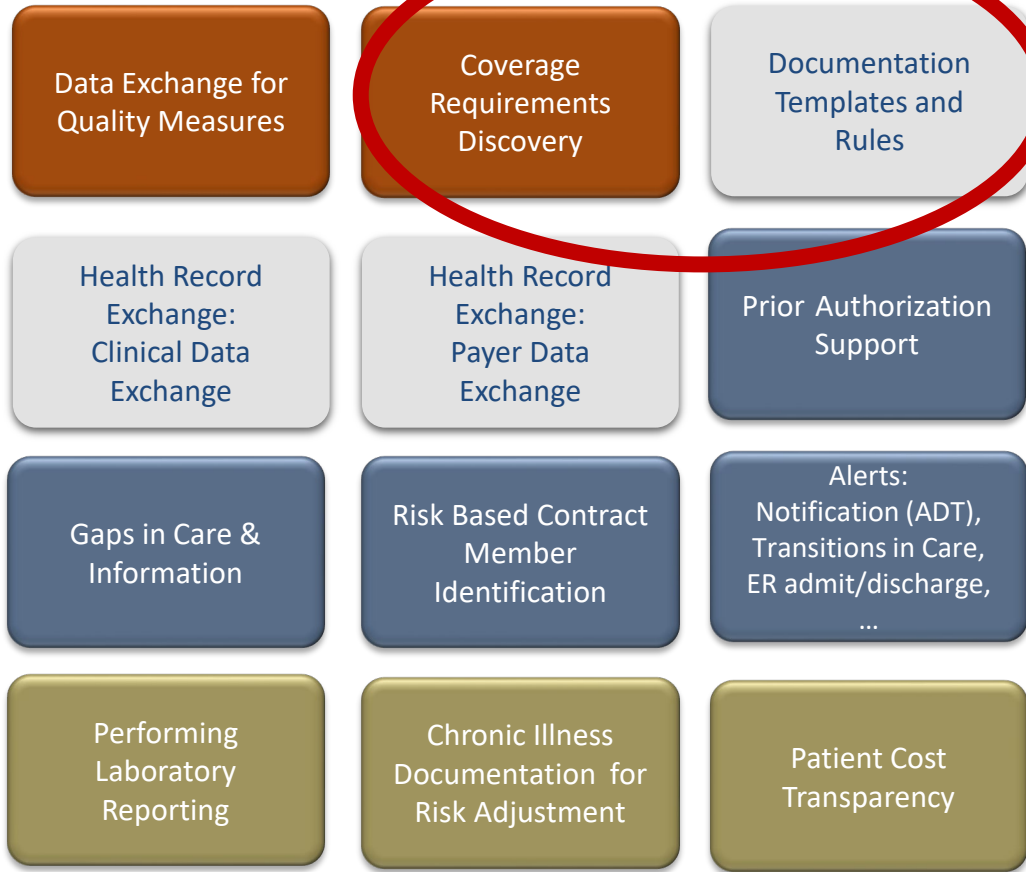 Data Exchange for
Quality Measures
Coverage
Requirements
Discovery
Documentation
Templates and
Rules
Health Record
Exchange:
Clinical Data
Exchange
Health Record
Exchange:
Payer Data
Exchange
Prior Authorization
Support
Gaps in Care &
Information
Risk Based Contract
Member
Identification
Alerts:
Notification (ADT),
Transitions in Care,
ER admit/discharge,
...
Performing
Laboratory
Reporting
Chronic Illness
Documentation for
Risk Adjustment
Patient Cost
Transparency